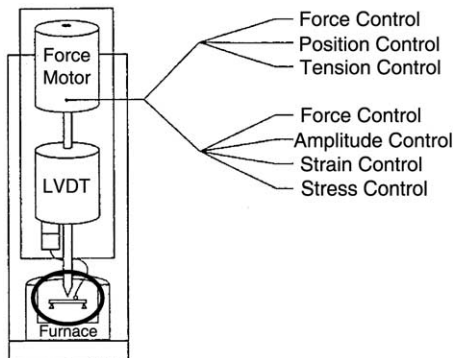 Force
Motor
LVDT
Furnace
Force Control
Position Control
Tension Control
Force Control
Amplitude Control
Strain Control
Stress Control